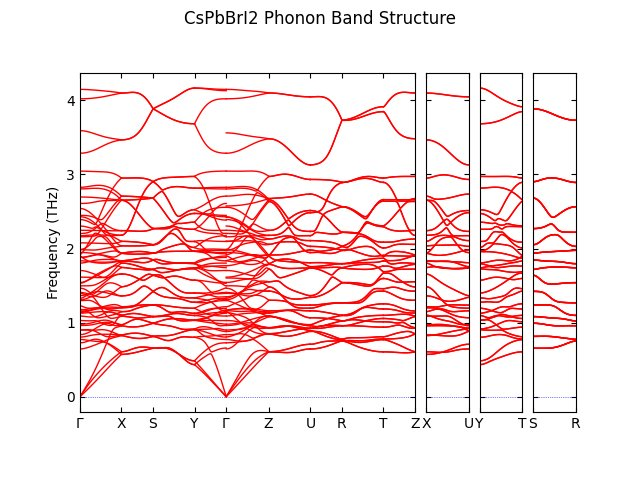 CsPbBrI2 Phonon Band Structure
Frequency (THz)
4
3
2
1
0
Γ X S Y Γ Z U R T Z X U Y T S R